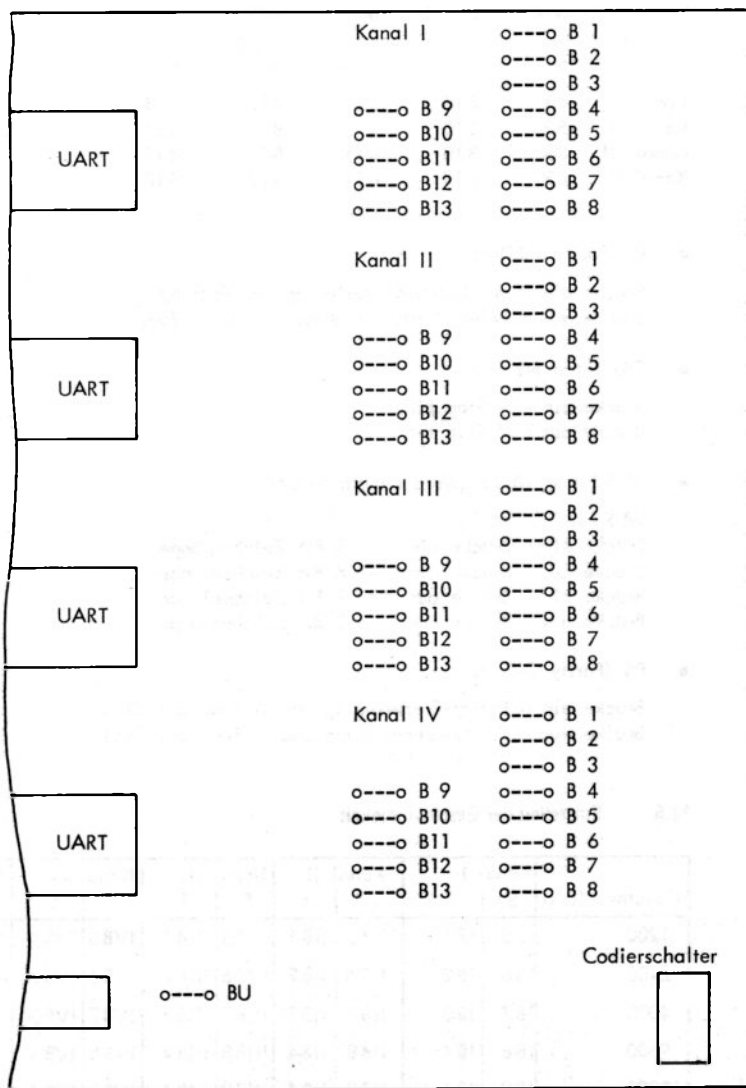 Kanal I o---o B 1
o---o B 2
o---o B 3
o---o B 9 o---o B 4
UART o---o B10 o---o B 5
o---o B11 o---o B 6
o---o B12 o---o B 7
o---o B13 o---o B 8
Kanal II o---o B 1
o---o B 2
o---o B 3
o---o B 9 o---o B 4
UART o---o B10 o---o B 5
o---o B11 o---o B 6
o---o B12 o---o B 7
o---o B13 o---o B 8
Kanal III o---o B 1
o---o B 2
o---o B 3
o---o B 9 o---o B 4
o---o B10 o---o B 5
UART o---o B11 o---o B 6
o---o B12 o---o B 7
o---o B13 o---o B 8
Kanal IV o---o B 1
o---o B 2
o---o B 3
o---o B 9 o---o B 4
o---o B10 o---o B 5
UART o---o B11 o---o B 6
o---o B12 o---o B 7
o---o B13 o---o B 8
Codierschalter
o---o BU